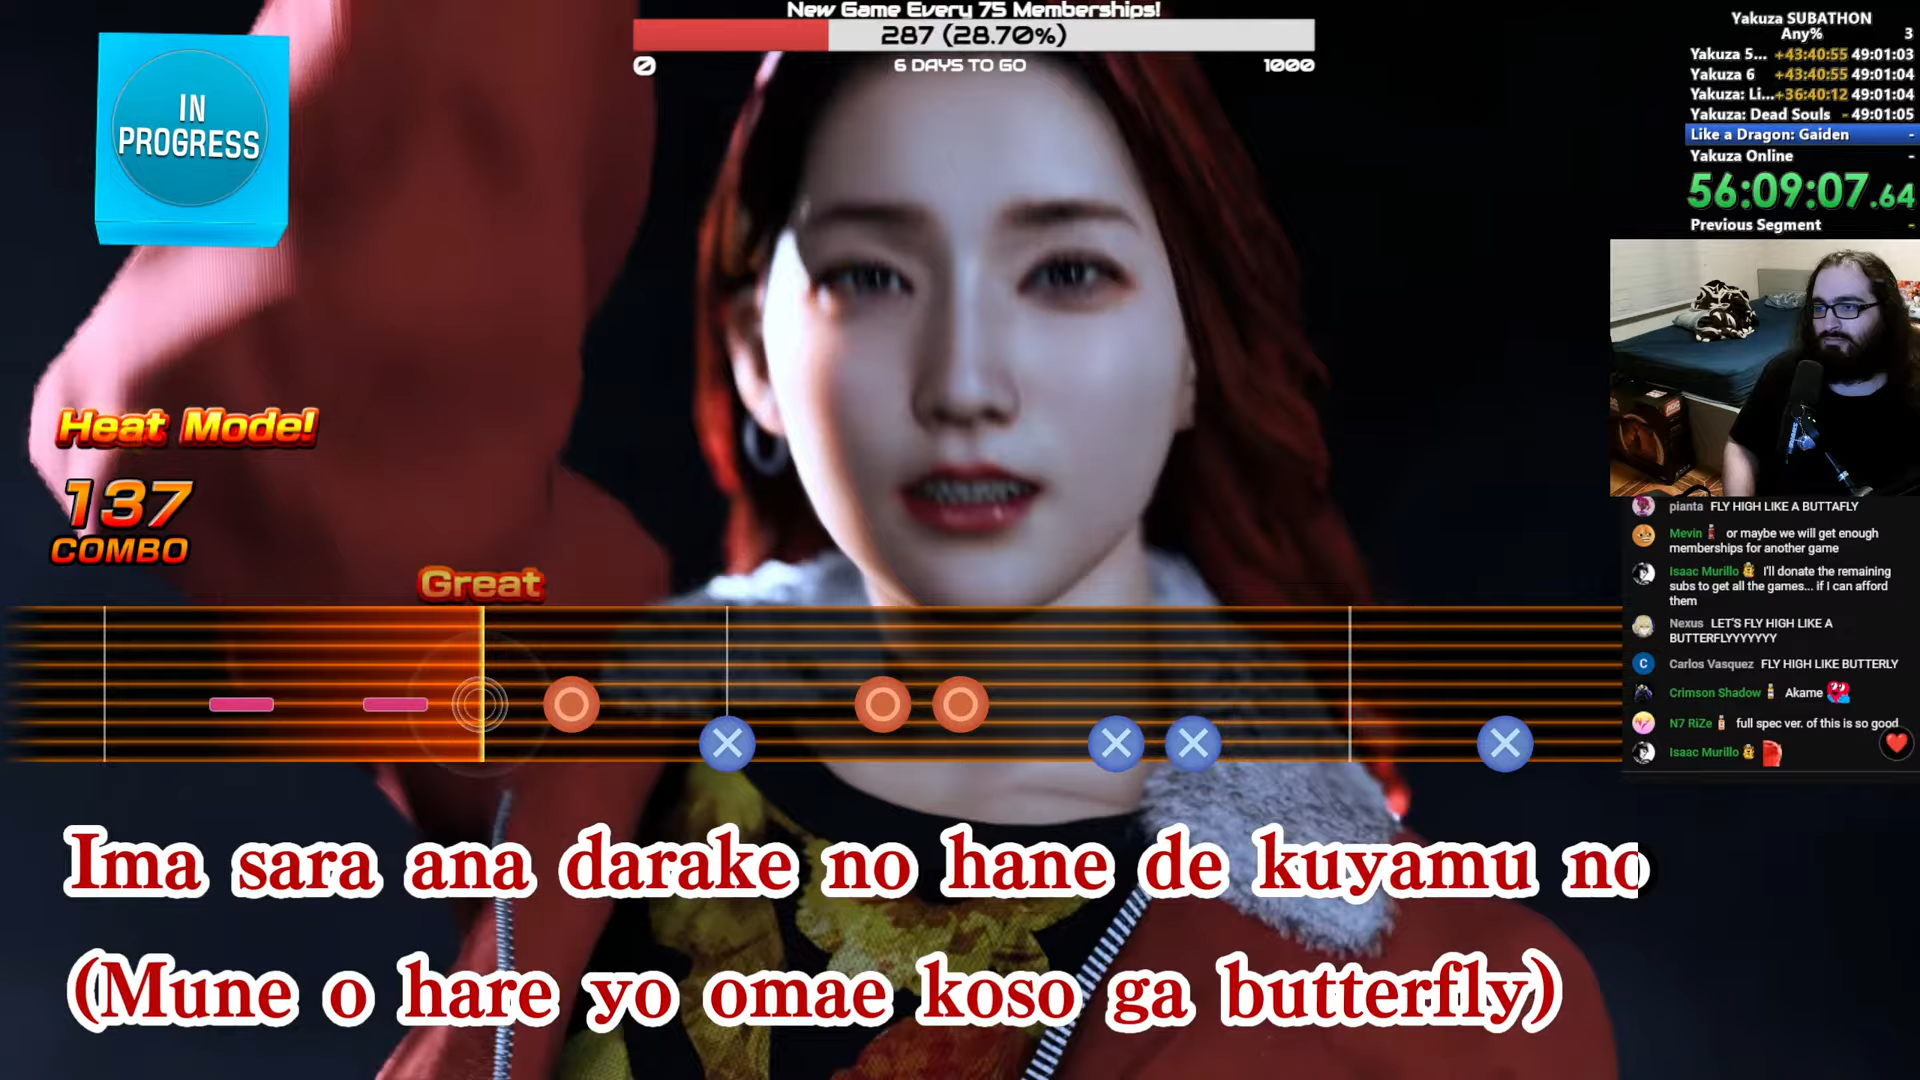 New Game Every 75 Memberships!
287 (28.70%)
0
6 DAYS TO GO
1000
IN
PROGRESS
Heat Mode!
137
COMBO
Great
Ima sara ana darake no hane de kuyamu no
(Mune o hare yo omae koso ga butterfly)
Yakuza SUBATHON
Any% 3
Yakuza 5... +43:40:55 49:01:03
Yakuza 6 +43:40:55 49:01:04
Yakuza: Li... +36:40:12 49:01:04
Yakuza: Dead Souls - 49:01:05
Like a Dragon: Gaiden -
Yakuza Online -
56:09:07.64
Previous Segment -
pianta FLY HIGH LIKE A BUTTAFLY
Mevin or maybe we will get enough
memberships for another game
Isaac Murillo I'll donate the remaining
subs to get all the games... if I can afford
them
Nexus LET'S FLY HIGH LIKE A
BUTTERFLYYYYYY
C Carlos Vasquez FLY HIGH LIKE BUTTERLY
Crimson Shadow Akame
N7 RiZe full spec ver. of this is so good
Isaac Murillo